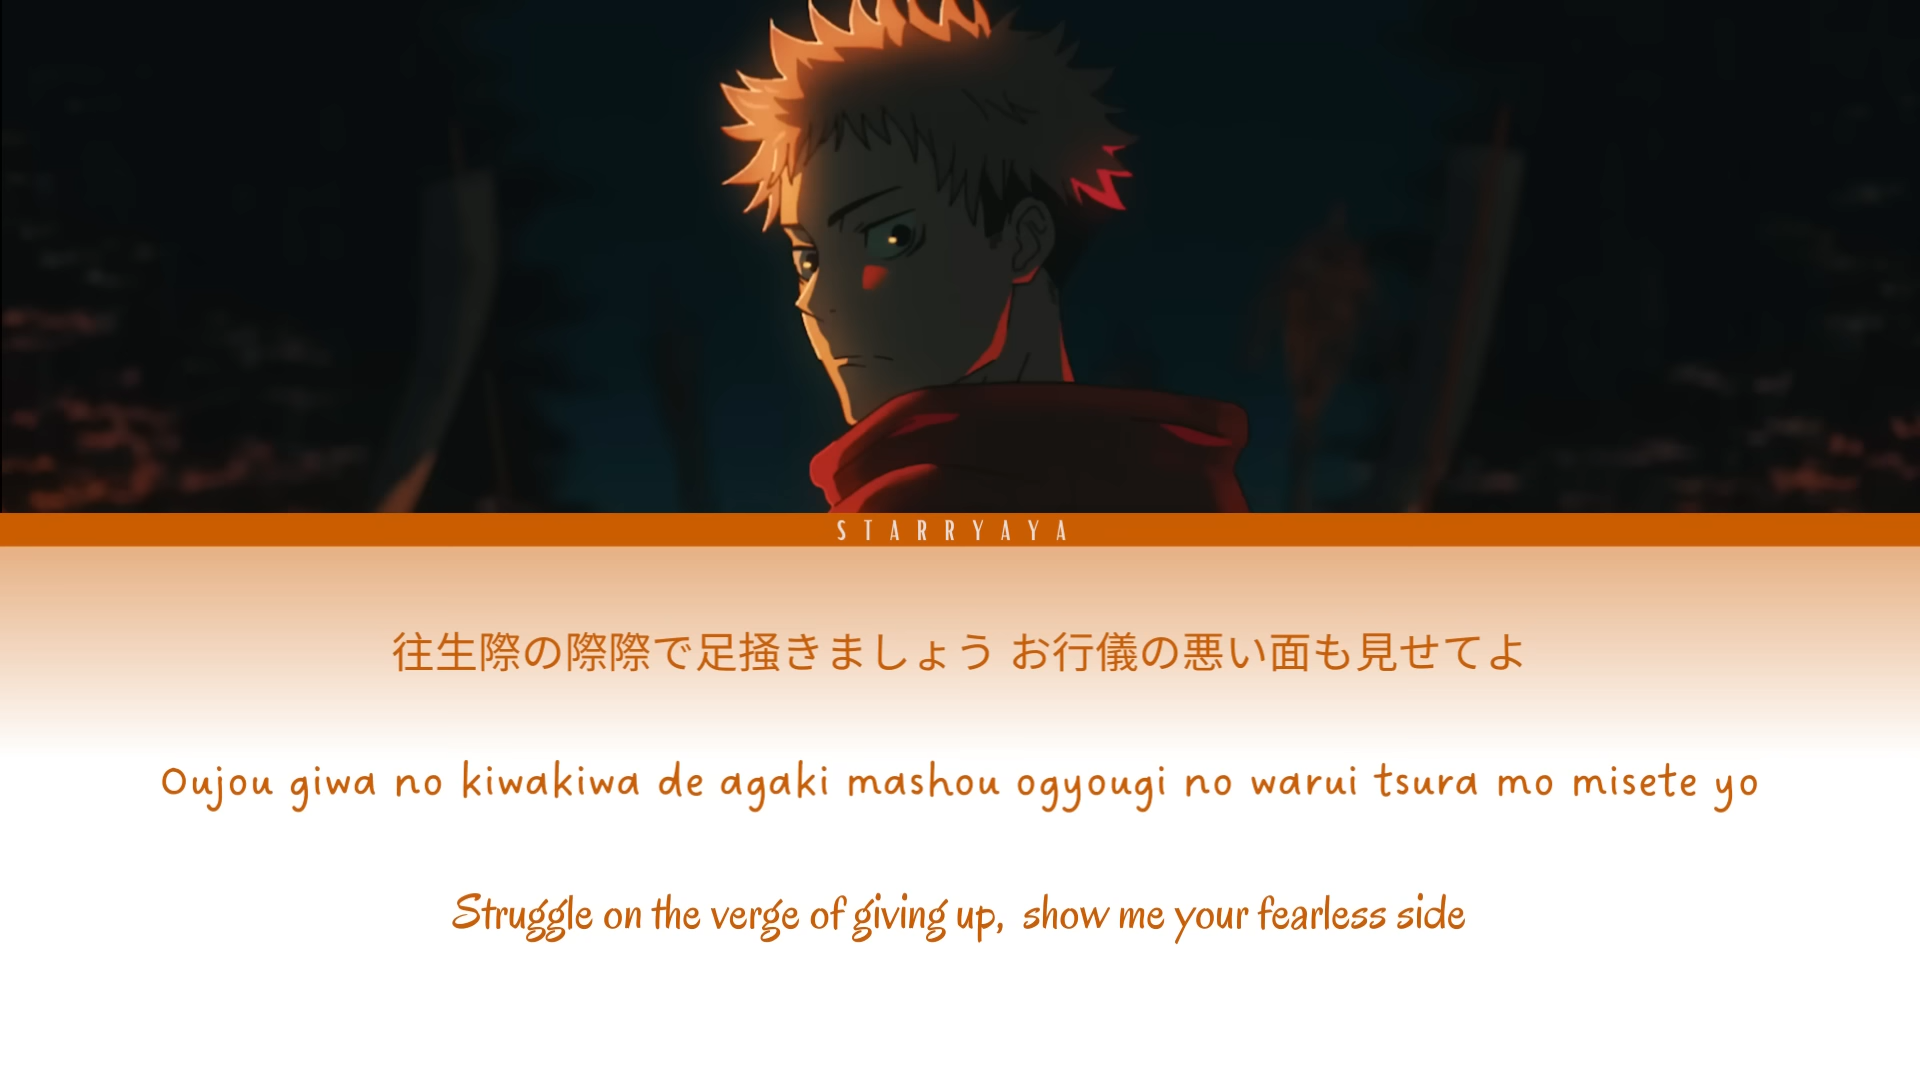 STARRYAYA
往生際の際際で足掻きましょう お行儀の悪い面も見せてよ
Oujou giwa no kiwakiwa de agaki mashou ogyougi no warui tsura mo misete yo
Struggle on the verge of giving up, show me your fearless side